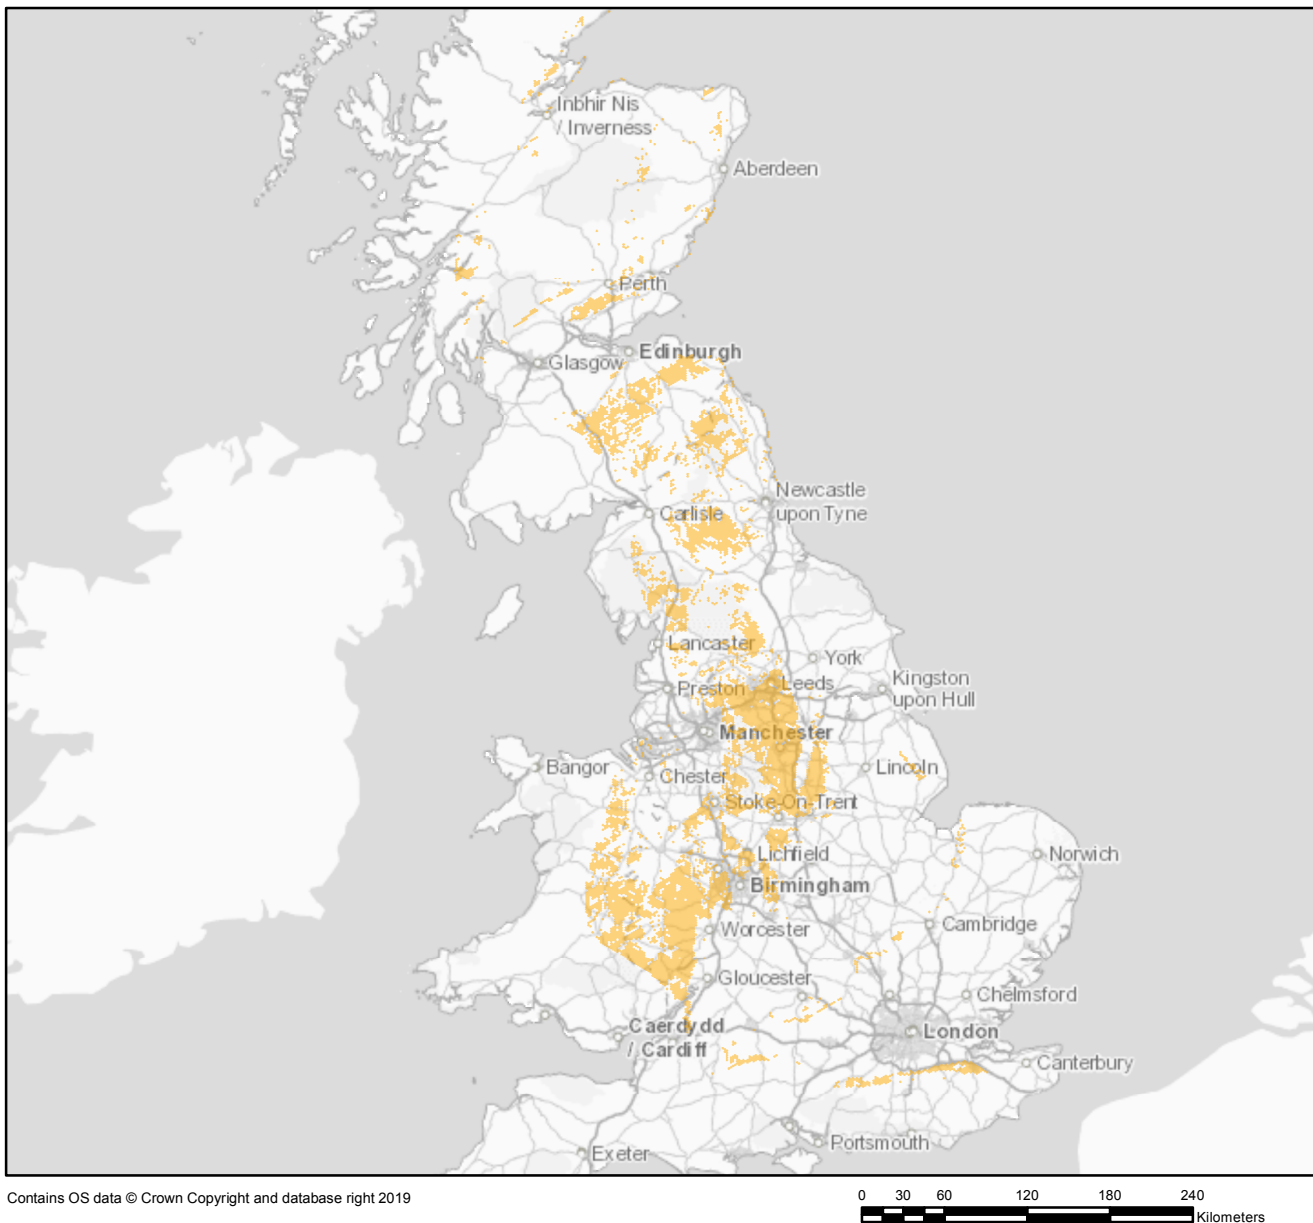 Inbhir Nis
/ Inverness
Aberdeen
Perth
Edinburgh
Glasgow
Newcastle
upon Tyne
Carlisle
Lancaster
York
Leeds
Kingston
upon Hull
Preston
Manchester
Bangor
Lincoln
Chester
Stoke-On-Trent
Lichfield
Norwich
Birmingham
Worcester
Cambridge
Gloucester
Chelmsford
Caerdydd
/ Cardiff
London
Canterbury
Portsmouth
Exeter
Contains OS data © Crown Copyright and database right 2019
0 30 60 120 180 240
Kilometers